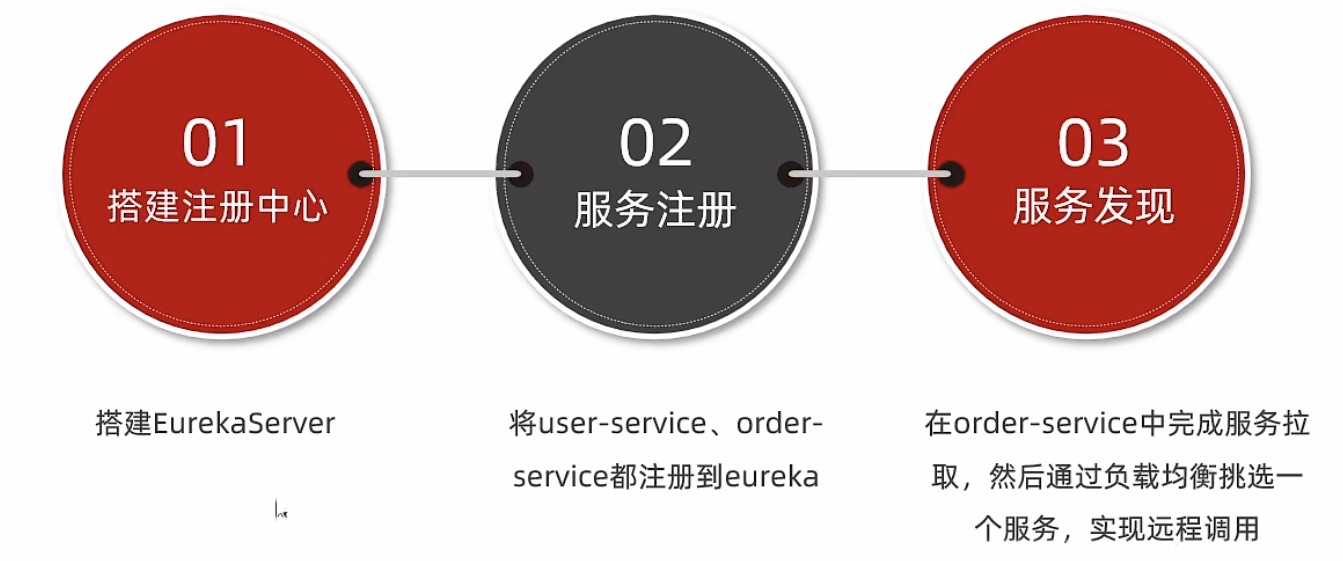 01
搭建注册中心
02
服务注册
03
服务发现
搭建EurekaServer
将user-service、order-
service都注册到eureka
在order-service中完成服务拉
取，然后通过负载均衡挑选一
个服务，实现远程调用